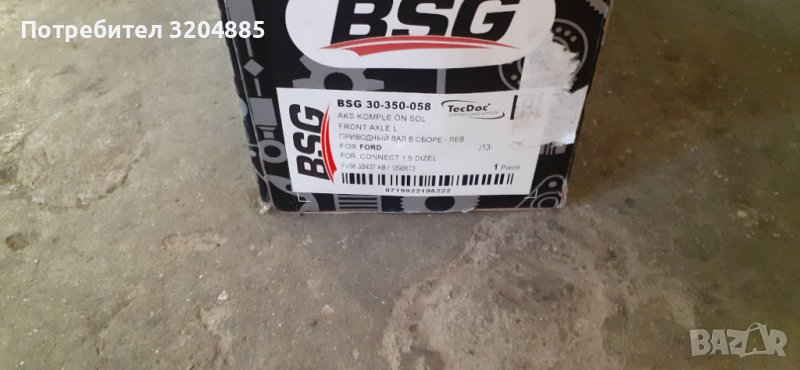 Потребител 3204885
BSG
BSG
BSG 30-350-058
TecDoc
AKS KOMPLE ÖN SOL
FRONT AXLE L
ПРИВОДНЫЙ ВАЛ В СБОРЕ - ЛЕВ.
FOR FORD /13-
FOR CONNECT 1.5 DIZEL
1 Piece
8719822196222
BAZAR